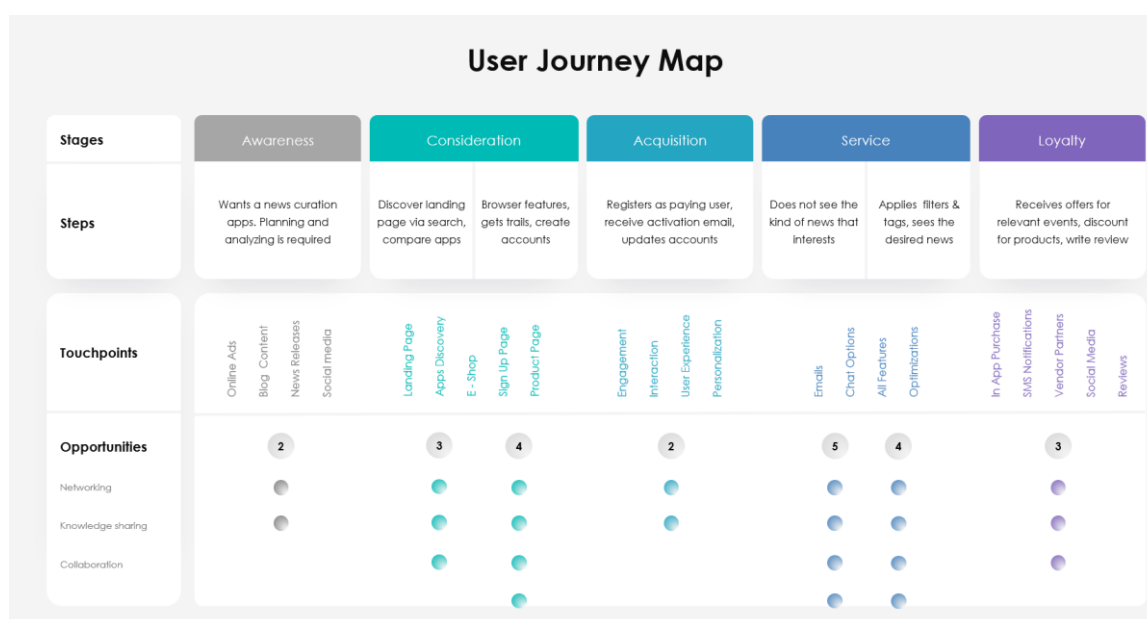 User Journey Map
Stages
Awareness
Consideration
Acquisition
Service
Loyalty
Steps
Wants a news curation
apps. Planning and
analyzing is required
Discover landing
page via search,
compare apps
Browser features,
gets trails, create
accounts
Registers as paying user,
receive activation email,
updates accounts
Does not see the
kind of news that
interests
Applies filters &
tags, sees the
desired news
Receives offers for
relevant events, discount
for products, write review
Touchpoints
Online Ads
Blog Content
News Releases
Social media
Landing Page
Apps Discovery
E - Shop
Sign Up Page
Product Page
Engagement
Interaction
User Experience
Personalization
Emails
Chat Options
All Features
Optimizations
In App Purchase
SMS Notifications
Vendor Partners
Social Media
Reviews
Opportunities
2
3
4
2
5
4
3
Networking
Knowledge sharing
Collaboration